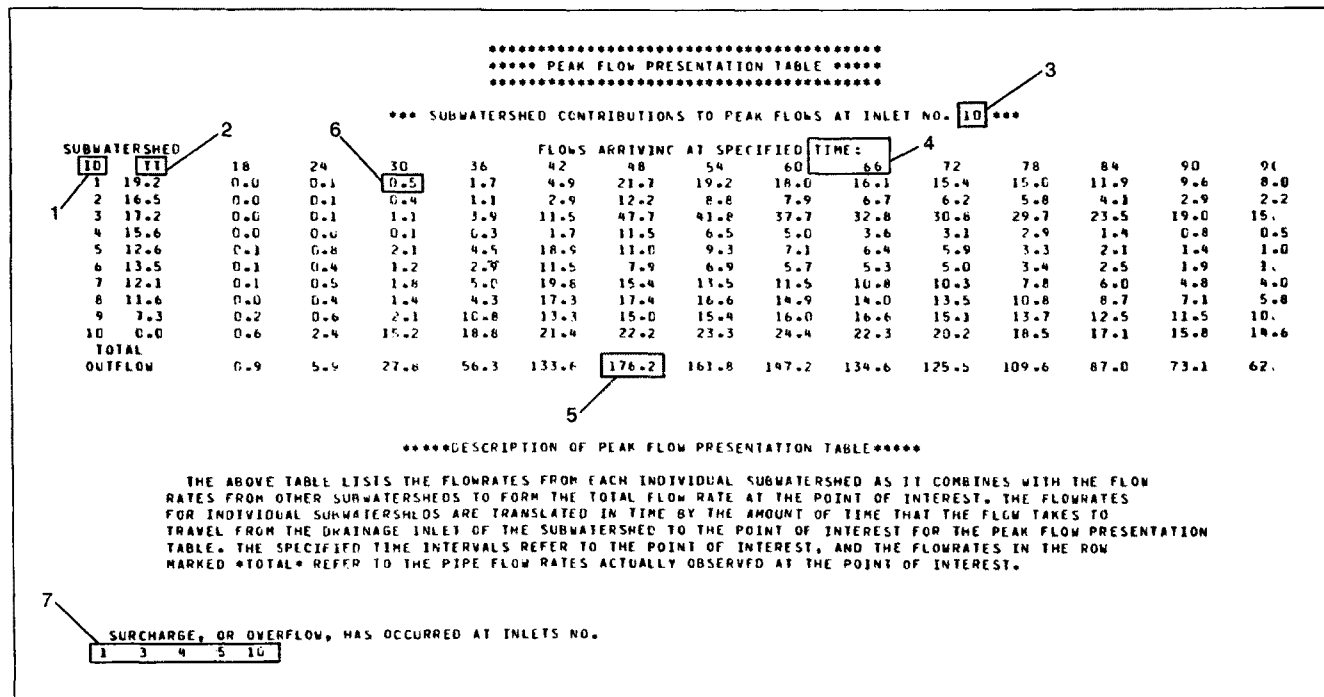 ***************************************
***** PEAK FLOW PRESENTATION TABLE *****
***************************************
3
*** SUBWATERSHED CONTRIBUTIONS TO PEAK FLOWS AT INLET NO. 10 ***
2 6
SUBWATERSHED FLOWS ARRIVING AT SPECIFIED TIME: 4
ID TT 18 24 30 36 42 48 54 60 66 72 78 84 90
1 19.2 0.0 0.1 0.5 1.7 4.9 21.7 19.2 18.0 16.1 15.4 15.0 11.9 9.6 8.0
2 16.5 0.0 0.1 0.4 1.1 2.9 12.2 8.8 7.9 6.7 6.2 5.8 4.1 2.9 2.2
1
3 17.2 0.0 0.1 1.1 3.9 11.5 47.7 41.8 37.7 32.8 30.8 29.7 23.5 19.0 15.
4 15.6 0.0 0.0 0.1 0.3 1.7 11.5 6.5 5.0 3.6 3.1 2.9 1.4 0.8 0.5
5 12.6 0.1 0.8 2.1 4.5 18.9 11.0 9.3 7.1 6.4 5.9 3.3 2.1 1.4 1.0
6 13.5 0.1 0.4 1.2 2.9 11.5 7.9 6.9 5.7 5.3 5.0 3.4 2.5 1.9 1.
7 12.1 0.1 0.5 1.8 5.0 19.8 15.4 13.5 11.5 10.8 10.3 7.8 6.0 4.8 4.0
8 11.6 0.0 0.4 1.4 4.3 17.3 17.4 16.6 14.9 14.0 13.5 10.8 8.7 7.1 5.8
9 7.3 0.2 0.6 2.1 10.8 13.3 15.0 15.4 16.0 16.6 15.1 13.7 12.5 11.5 10.
10 0.0 0.6 2.4 15.2 18.8 21.4 22.2 23.3 24.4 22.3 20.2 18.5 17.1 15.8 14.6
TOTAL
OUTFLOW 0.9 5.9 27.8 56.3 133.6 176.2 161.8 147.2 134.6 125.5 109.6 87.0 73.1 62.
5
*****DESCRIPTION OF PEAK FLOW PRESENTATION TABLE*****
THE ABOVE TABLE LISTS THE FLOWRATES FROM EACH INDIVIDUAL SUBWATERSHED AS IT COMBINES WITH THE FLOW
RATES FROM OTHER SUBWATERSHEDS TO FORM THE TOTAL FLOW RATE AT THE POINT OF INTEREST. THE FLOWRATES
FOR INDIVIDUAL SUBWATERSHEDS ARE TRANSLATED IN TIME BY THE AMOUNT OF TIME THAT THE FLOW TAKES TO
TRAVEL FROM THE DRAINAGE INLET OF THE SUBWATERSHED TO THE POINT OF INTEREST FOR THE PEAK FLOW PRESENTATION
TABLE. THE SPECIFIED TIME INTERVALS REFER TO THE POINT OF INTEREST, AND THE FLOWRATES IN THE ROW
MARKED *TOTAL* REFER TO THE PIPE FLOW RATES ACTUALLY OBSERVED AT THE POINT OF INTEREST.
7
SURCHARGE, OR OVERFLOW, HAS OCCURRED AT INLETS NO.
1 3 4 5 10